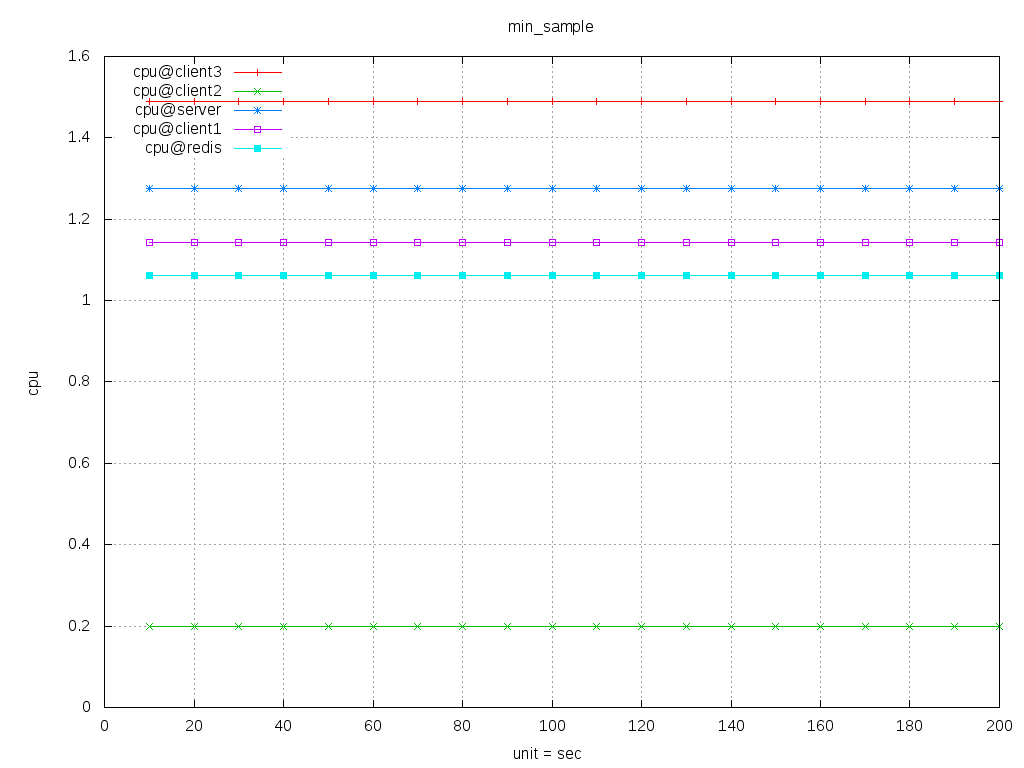 min_sample
1.6
1.4
1.2
1
0.8
0.6
0.4
0.2
0
cpu@client3
cpu@client2
cpu@server
cpu@client1
cpu@redis
cpu
0 20 40 60 80 100 120 140 160 180 200
unit = sec